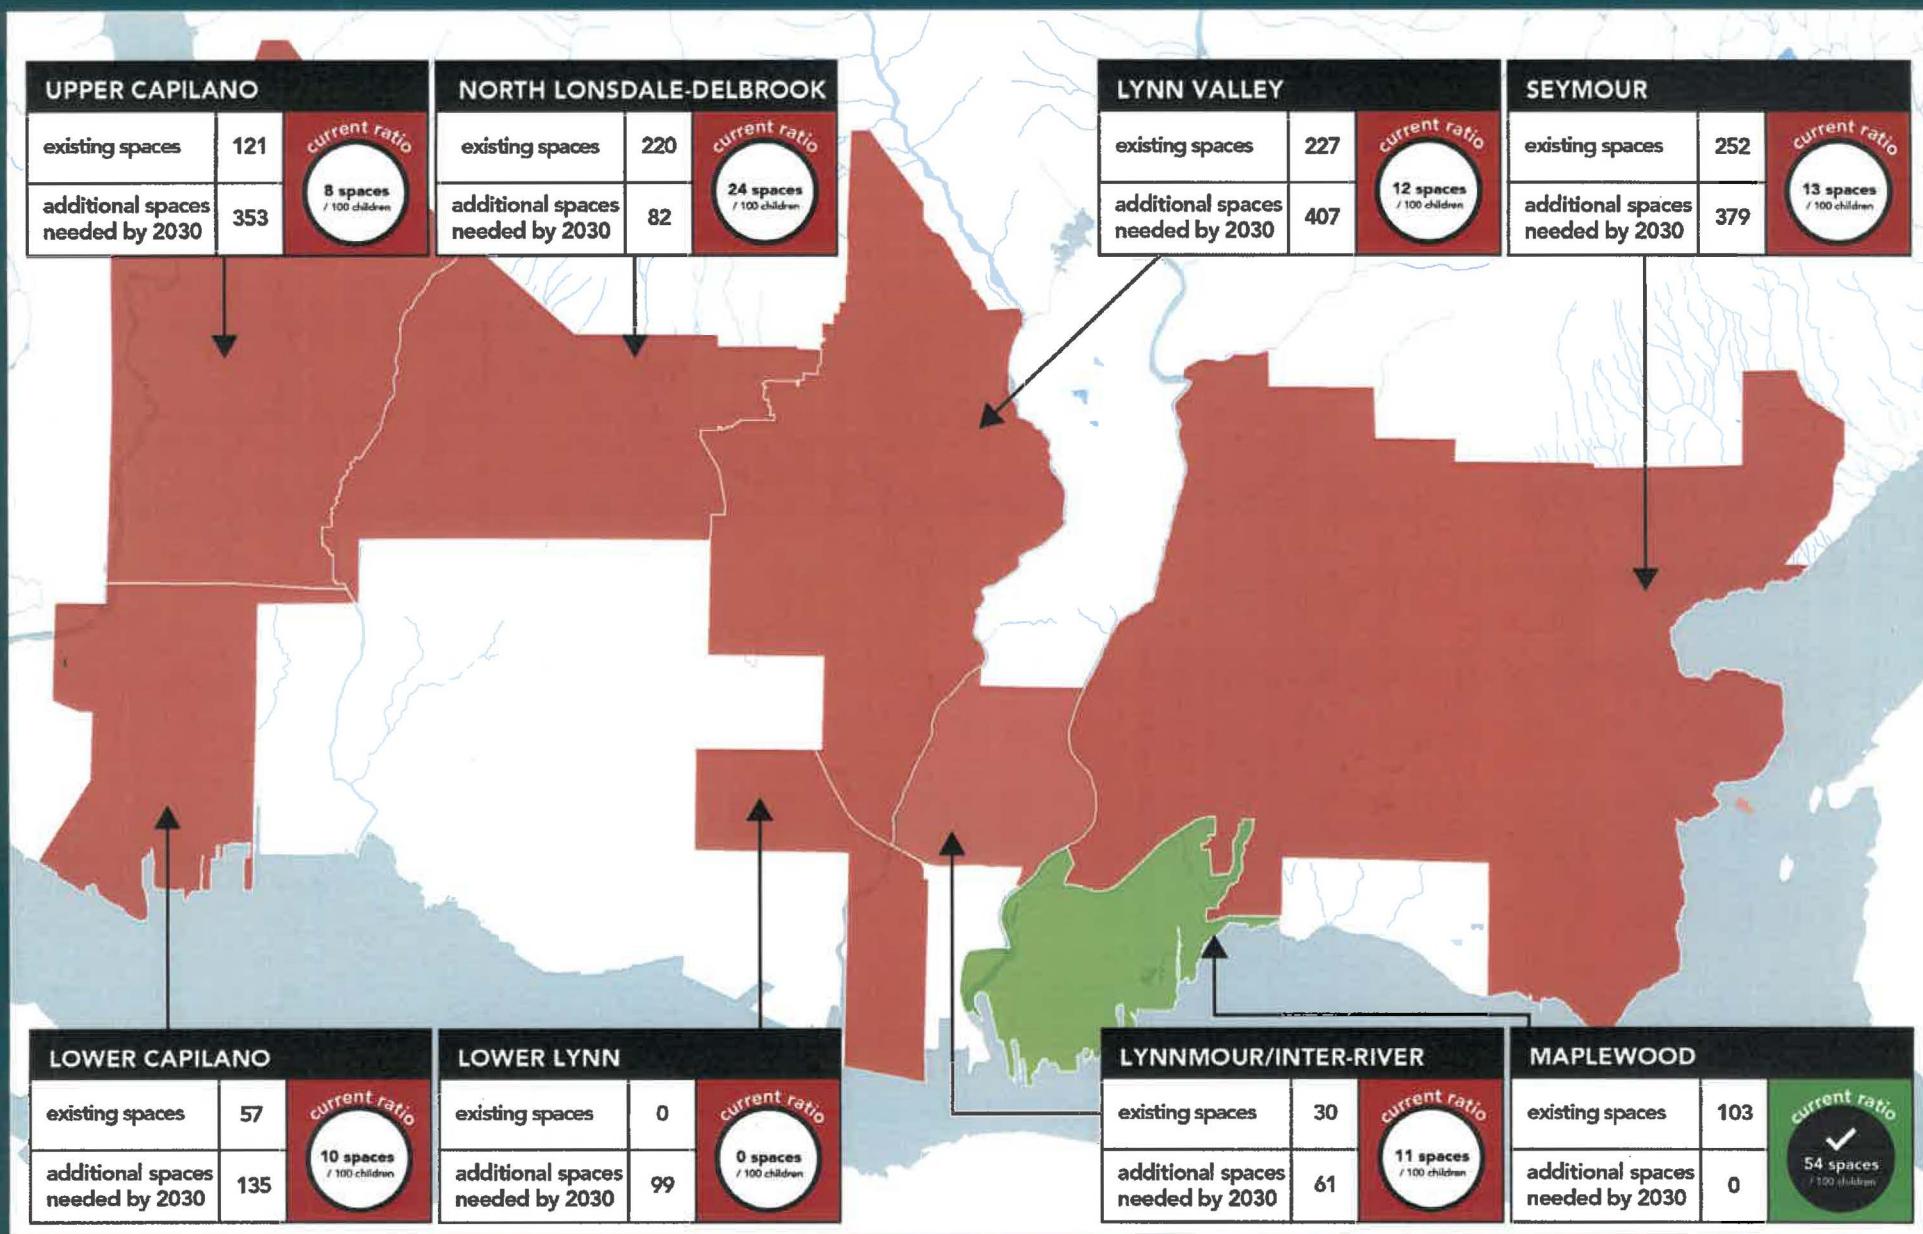 UPPER CAPILANO
existing spaces 121
additional spaces
needed by 2030 353
current ratio
8 spaces
/ 100 children
NORTH LONSDALE-DELBROOK
existing spaces 220
additional spaces
needed by 2030 82
current ratio
24 spaces
/ 100 children
LYNN VALLEY
existing spaces 227
additional spaces
needed by 2030 407
current ratio
12 spaces
/ 100 children
SEYMOUR
existing spaces 252
additional spaces
needed by 2030 379
current ratio
13 spaces
/ 100 children
LOWER CAPILANO
existing spaces 57
additional spaces
needed by 2030 135
current ratio
10 spaces
/ 100 children
LOWER LYNN
existing spaces 0
additional spaces
needed by 2030 99
current ratio
0 spaces
/ 100 children
LYNNMOUR/INTER-RIVER
existing spaces 30
additional spaces
needed by 2030 61
current ratio
11 spaces
/ 100 children
MAPLEWOOD
existing spaces 103
additional spaces
needed by 2030 0
current ratio
54 spaces
/ 100 children